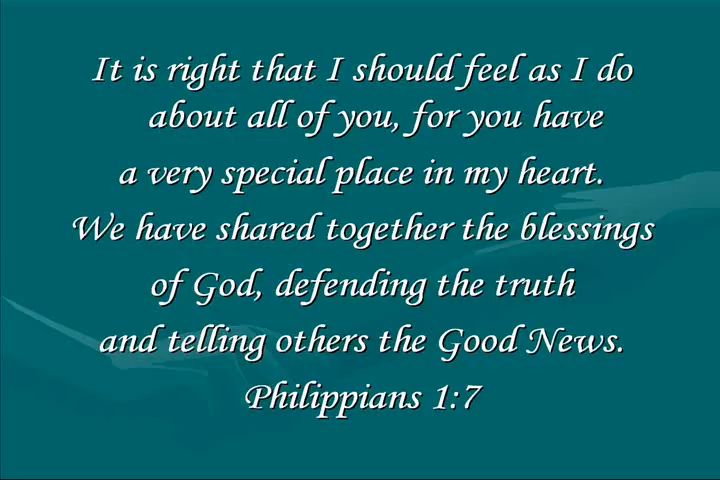 It is right that I should feel as I do
about all of you, for you have
a very special place in my heart.
We have shared together the blessings
of God, defending the truth
and telling others the Good News.
Philippians 1:7